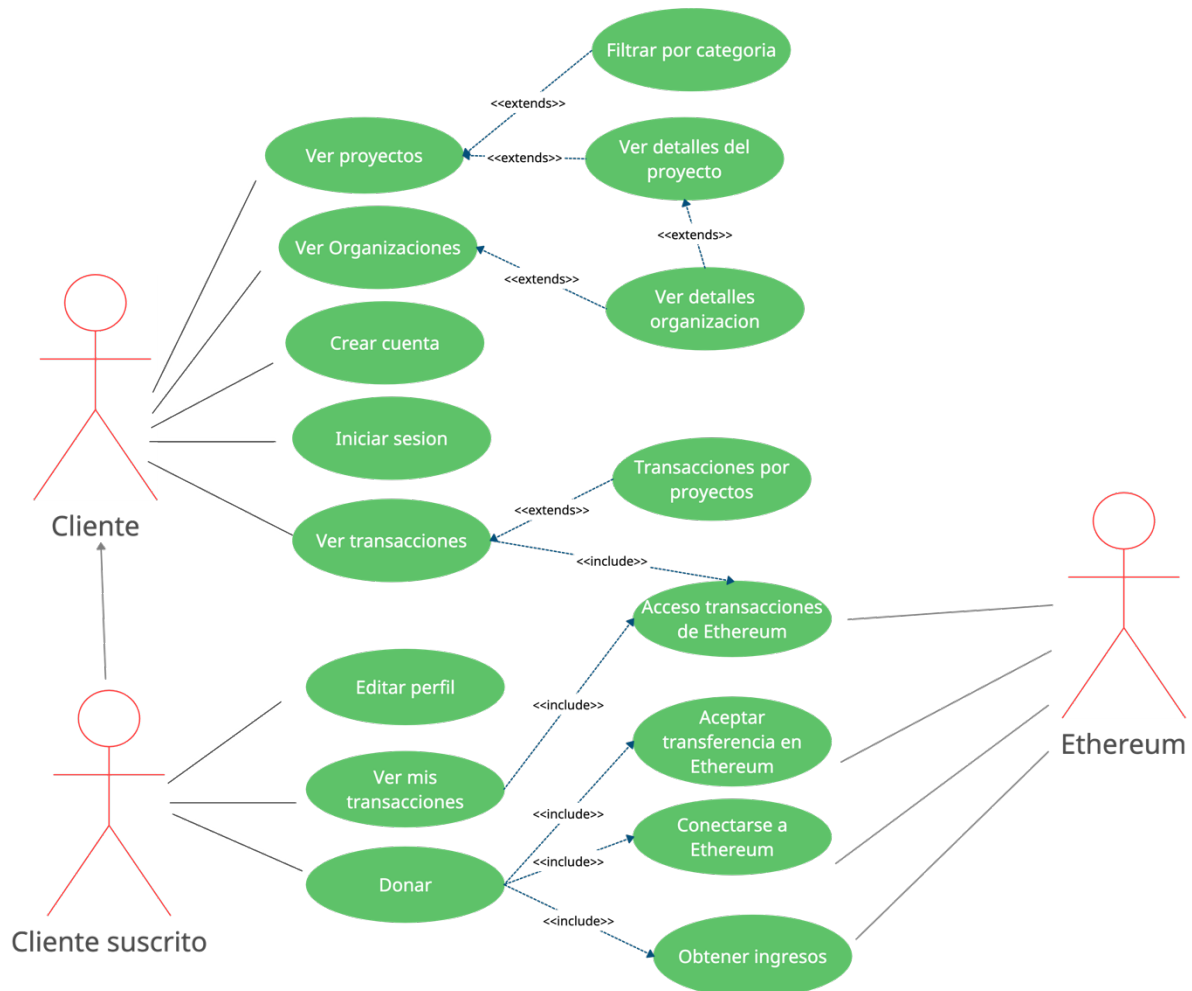 Filtrar por categoria
<<extends>>
Ver proyectos
<<extends>>
Ver detalles del
proyecto
<<extends>>
Ver Organizaciones
<<extends>>
Ver detalles
organizacion
Crear cuenta
Iniciar sesion
Transacciones por
proyectos
<<extends>>
Cliente
Ver transacciones
<<include>>
Acceso transacciones
de Ethereum
Editar perfil
<<include>>
Aceptar
transferencia en
Ethereum
Ethereum
Ver mis
transacciones
<<include>>
Conectarse a
Ethereum
<<include>>
Donar
<<include>>
Cliente suscrito
Obtener ingresos